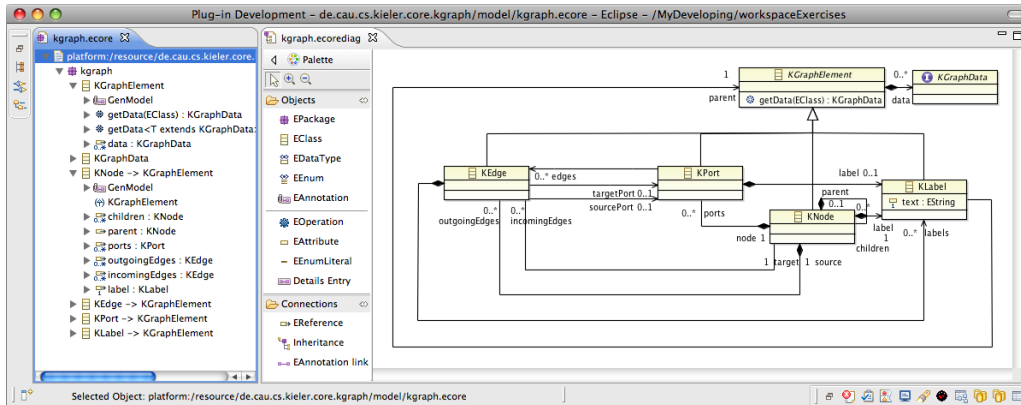 Plug-in Development - de.cau.cs.kieler.core.kgraph/model/kgraph.ecore - Eclipse - /MyDeveloping/workspaceExercises
kgraph.ecore
platform:/resource/de.cau.cs.kieler.core.
kgraph
KGraphElement
GenModel
getData(EClass) : KGraphData
getData<T extends KGraphData>
data : KGraphData
KGraphData
KNode -> KGraphElement
GenModel
KGraphElement
children : KNode
parent : KNode
ports : KPort
outgoingEdges : KEdge
incomingEdges : KEdge
label : KLabel
KEdge -> KGraphElement
KPort -> KGraphElement
KLabel -> KGraphElement
kgraph.ecorediag
Palette
Objects
EPackage
EClass
EDataType
EEnum
EAnnotation
EOperation
EAttribute
EEnumLiteral
Details Entry
Connections
EReference
Inheritance
EAnnotation link
1
parent
KGraphElement
getData(EClass) : KGraphData
0..*
data
KGraphData
KEdge
0..* edges
targetPort 0..1
sourcePort 0..1
KPort
label 0..1
KLabel
text : EString
0..*
outgoingEdges
0..*
incomingEdges
0..* ports
parent
0..1
KNode
0..*
label
1
children
0..* labels
node 1
1 target
1 source
Selected Object: platform:/resource/de.cau.cs.kieler.core.kgraph/model/kgraph.ecore